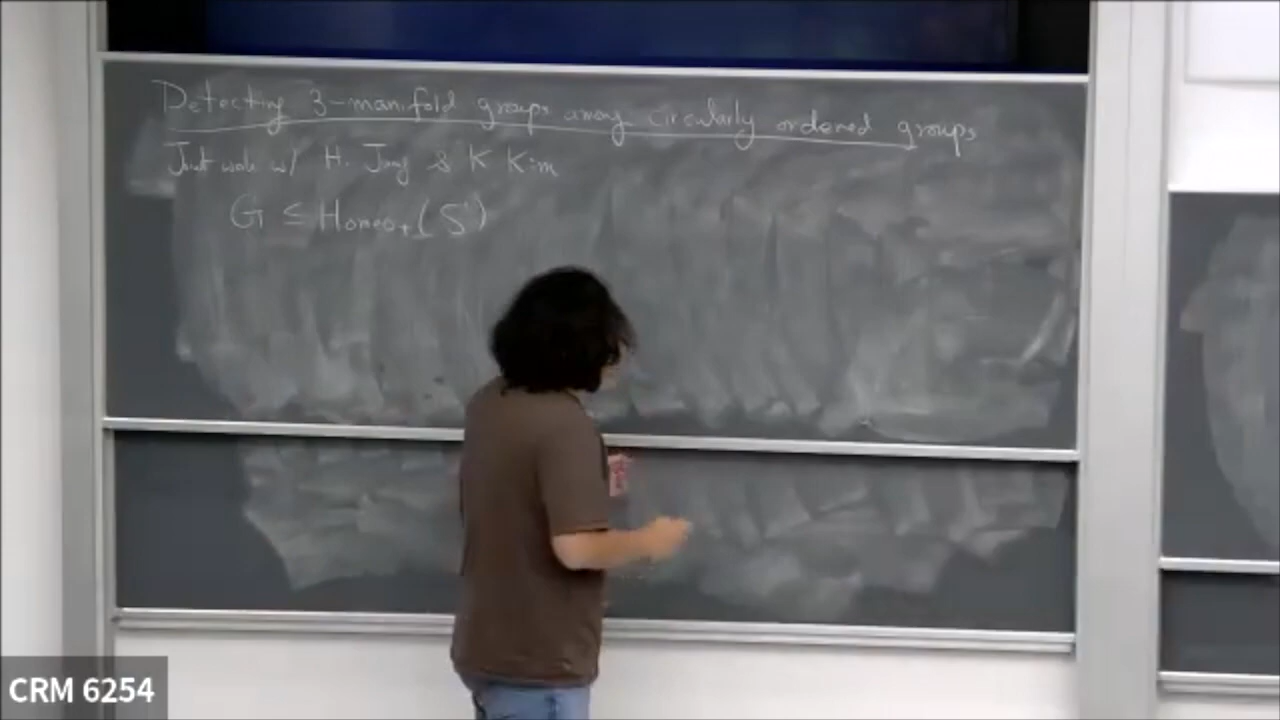 Detecting 3-manifold groups among circularly ordered groups
Joint work w/ H. Jung & K Kim
G ≤ Homeo₊(S¹)
CRM 6254